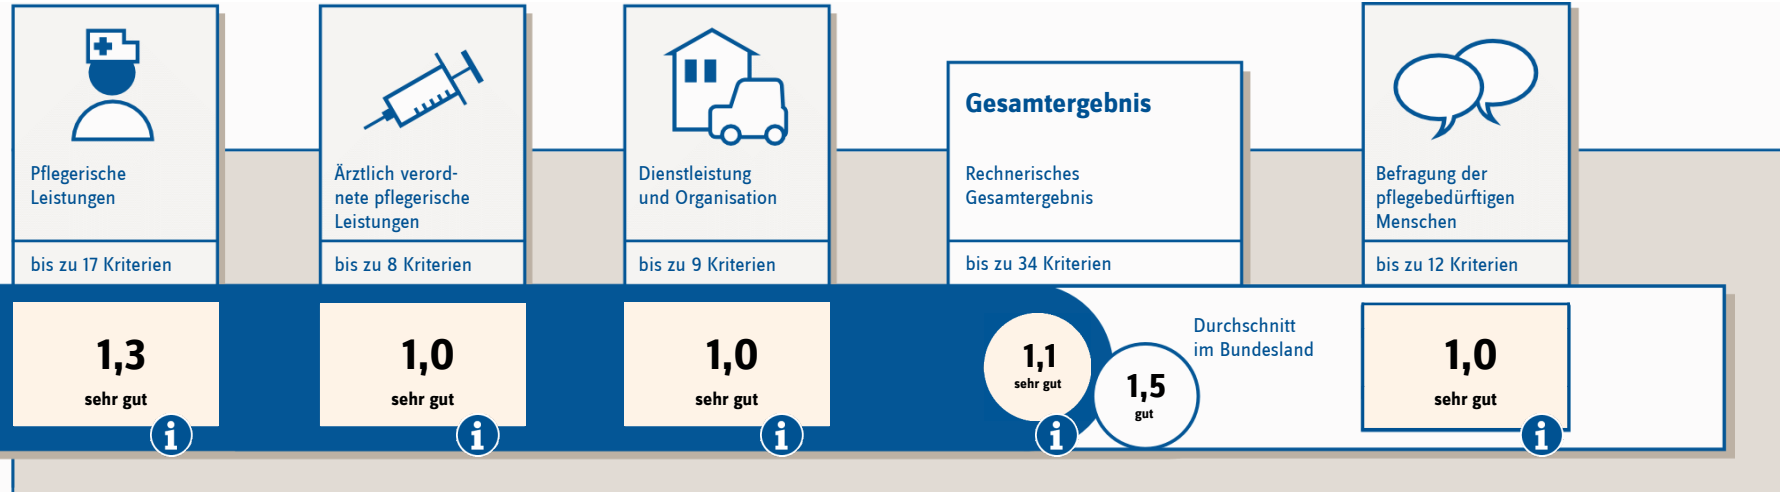 Pflegerische
Leistungen
bis zu 17 Kriterien
1,3
sehr gut
i
Ärztlich verord-
nete pflegerische
Leistungen
bis zu 8 Kriterien
1,0
sehr gut
i
Dienstleistung
und Organisation
bis zu 9 Kriterien
1,0
sehr gut
i
Gesamtergebnis
Rechnerisches
Gesamtergebnis
bis zu 34 Kriterien
1,1
sehr gut
i
1,5
gut
Durchschnitt
im Bundesland
Befragung der
pflegebedürftigen
Menschen
bis zu 12 Kriterien
1,0
sehr gut
i